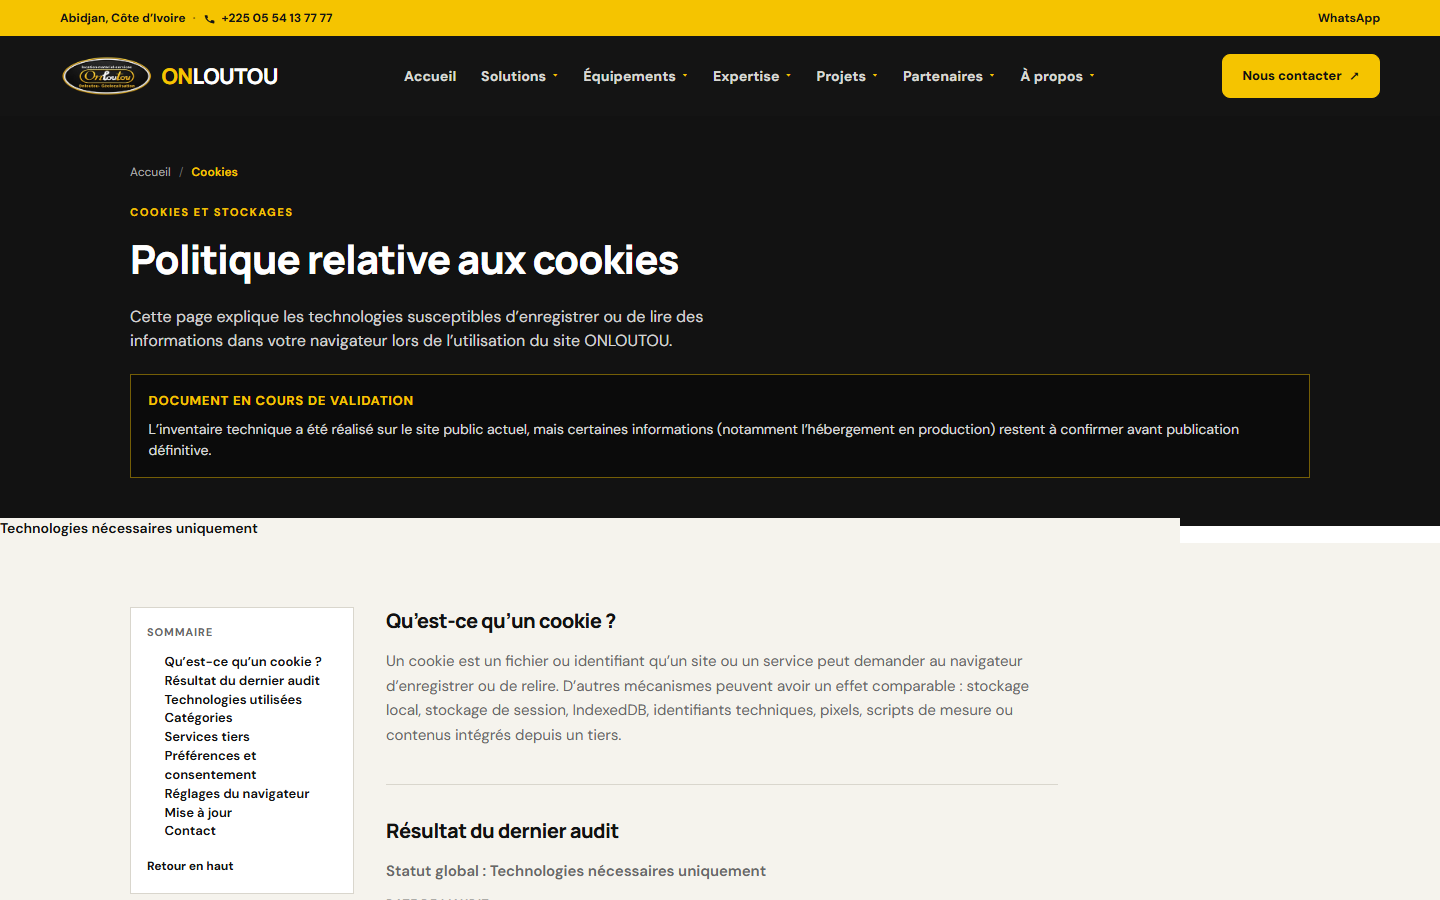 Abidjan, Côte d’Ivoire · +225 05 54 13 77 77
WhatsApp
Onloutou
ONLOUTOU
Accueil
Solutions
Équipements
Expertise
Projets
Partenaires
À propos
Nous contacter ↗
Accueil / Cookies
COOKIES ET STOCKAGES
Politique relative aux cookies
Cette page explique les technologies susceptibles d’enregistrer ou de lire des
informations dans votre navigateur lors de l’utilisation du site ONLOUTOU.
DOCUMENT EN COURS DE VALIDATION
L’inventaire technique a été réalisé sur le site public actuel, mais certaines informations (notamment l’hébergement en production) restent à confirmer avant publication
définitive.
Technologies nécessaires uniquement
SOMMAIRE
Qu’est-ce qu’un cookie ?
Résultat du dernier audit
Technologies utilisées
Catégories
Services tiers
Préférences et
consentement
Réglages du navigateur
Mise à jour
Contact
Retour en haut
Qu’est-ce qu’un cookie ?
Un cookie est un fichier ou identifiant qu’un site ou un service peut demander au navigateur
d’enregistrer ou de relire. D’autres mécanismes peuvent avoir un effet comparable : stockage
local, stockage de session, IndexedDB, identifiants techniques, pixels, scripts de mesure ou
contenus intégrés depuis un tiers.
Résultat du dernier audit
Statut global : Technologies nécessaires uniquement